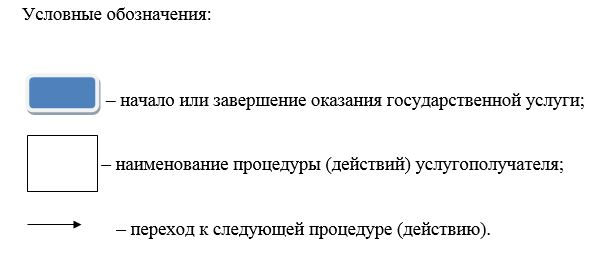 Условные обозначения:
– начало или завершение оказания государственной услуги;
– наименование процедуры (действий) услугополучателя;
– переход к следующей процедуре (действию).